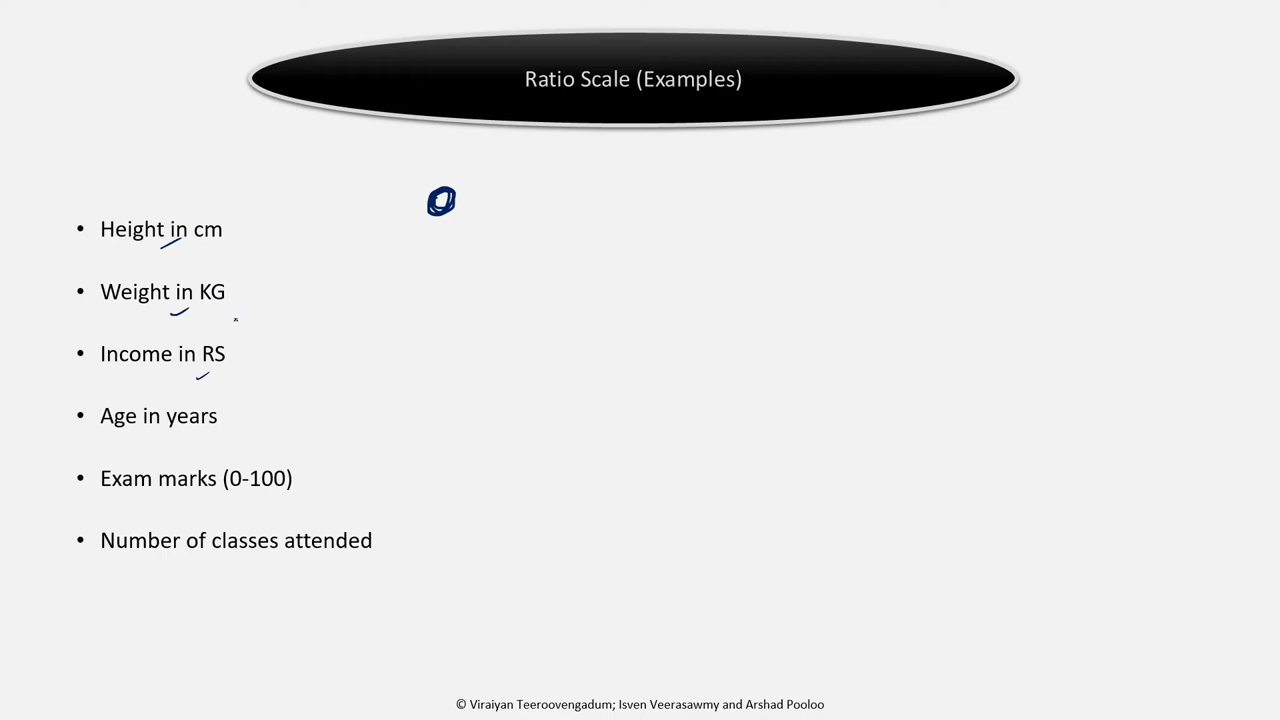 Ratio Scale (Examples)
0
• Height in cm
• Weight in KG
• Income in RS
• Age in years
• Exam marks (0-100)
• Number of classes attended
© Viraiyan Teeroovengadum; Isven Veerasawmy and Arshad Pooloo